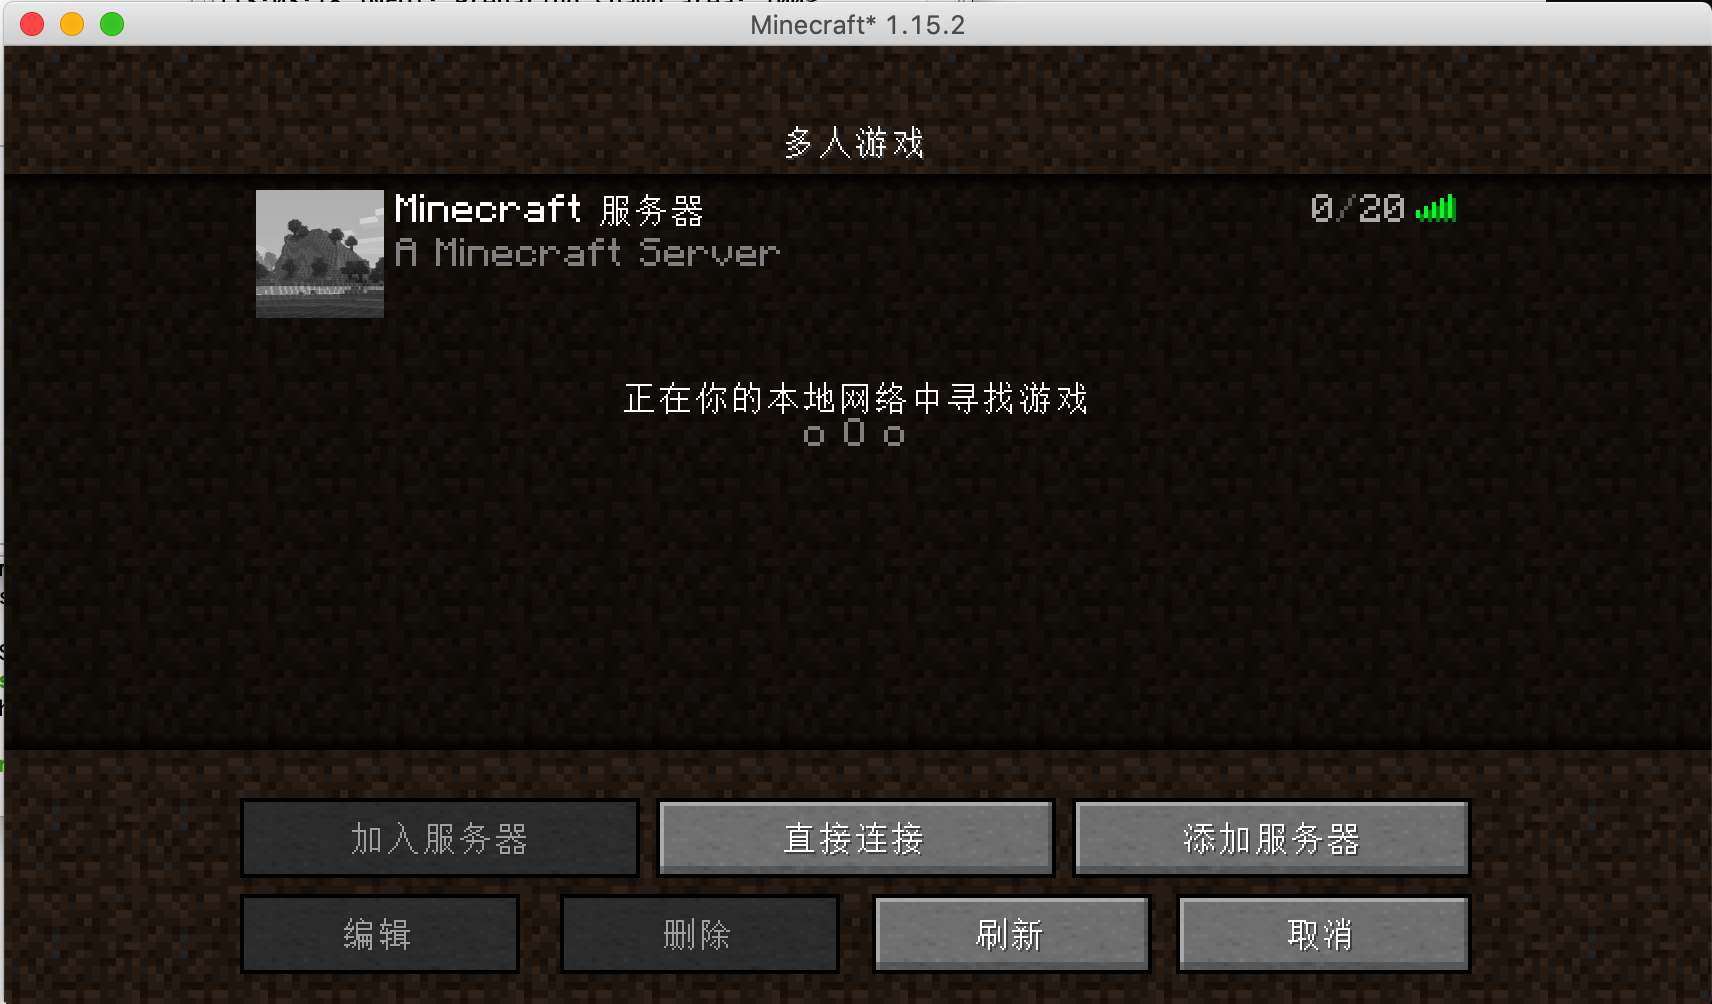 Minecraft* 1.15.2
多人游戏
Minecraft 服务器 0/20
A Minecraft Server
正在你的本地网络中寻找游戏
o O o
加入服务器 直接连接 添加服务器
编辑 删除 刷新 取消